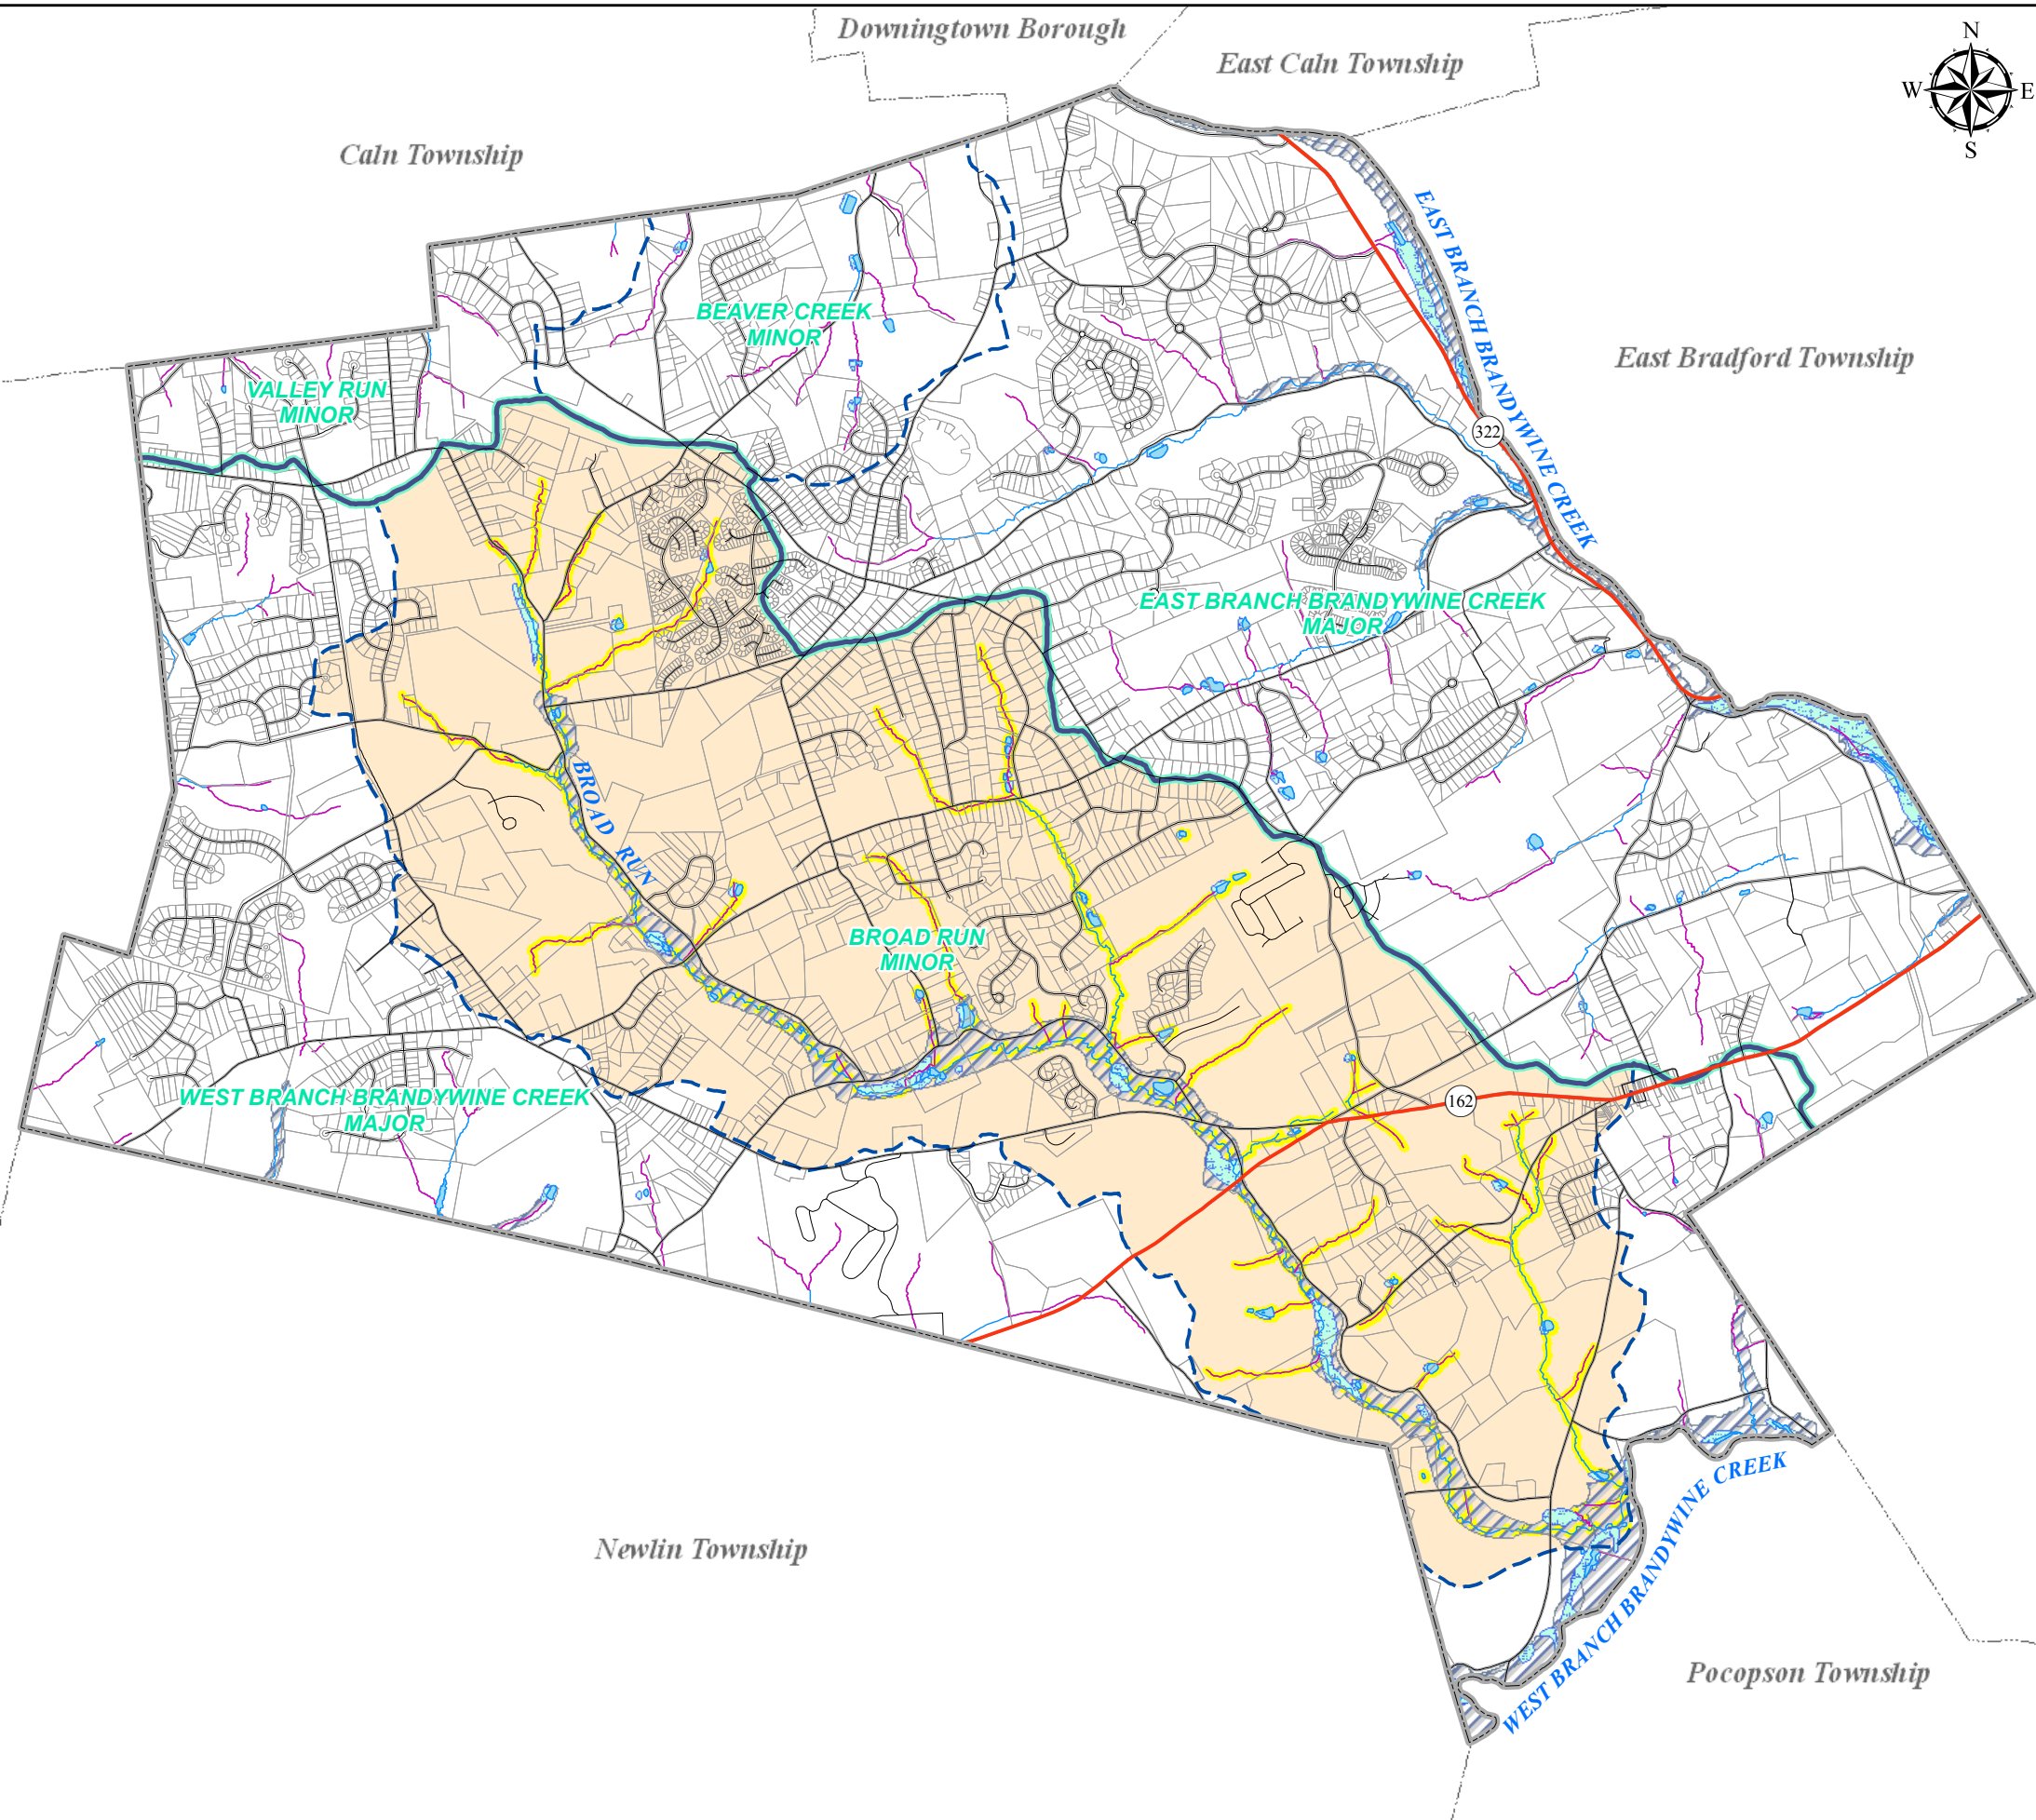 Downingtown Borough
East Caln Township
N
W
E
S
Caln Township
EAST BRANCH BRANDYWINE CREEK
BEAVER CREEK
MINOR
East Bradford Township
VALLEY RUN
MINOR
322
EAST BRANCH BRANDYWINE CREEK
MAJOR
BROAD RUN
BROAD RUN
MINOR
WEST BRANCH BRANDYWINE CREEK
MAJOR
162
WEST BRANCH BRANDYWINE CREEK
Newlin Township
Pocopson Township